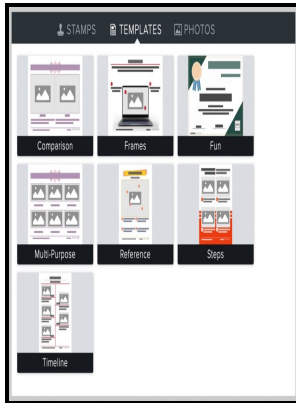 STAMPS TEMPLATES PHOTOS
Comparison Frames Fun
Multi-Purpose Reference Steps
Timeline